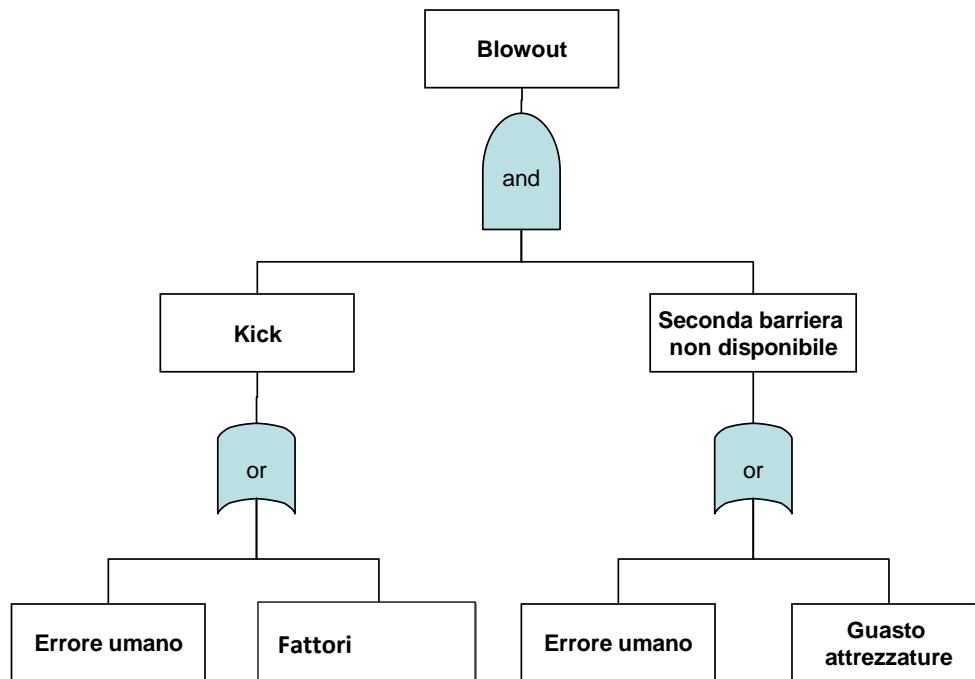 Blowout
and
Kick
Seconda barriera
non disponibile
or
or
Errore umano
Fattori
Errore umano
Guasto
attrezzature